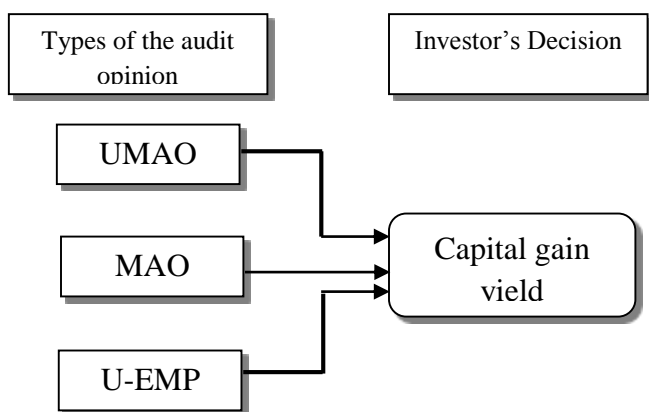 Types of the audit
opinion
Investor’s Decision
UMAO
MAO
U-EMP
Capital gain
yield